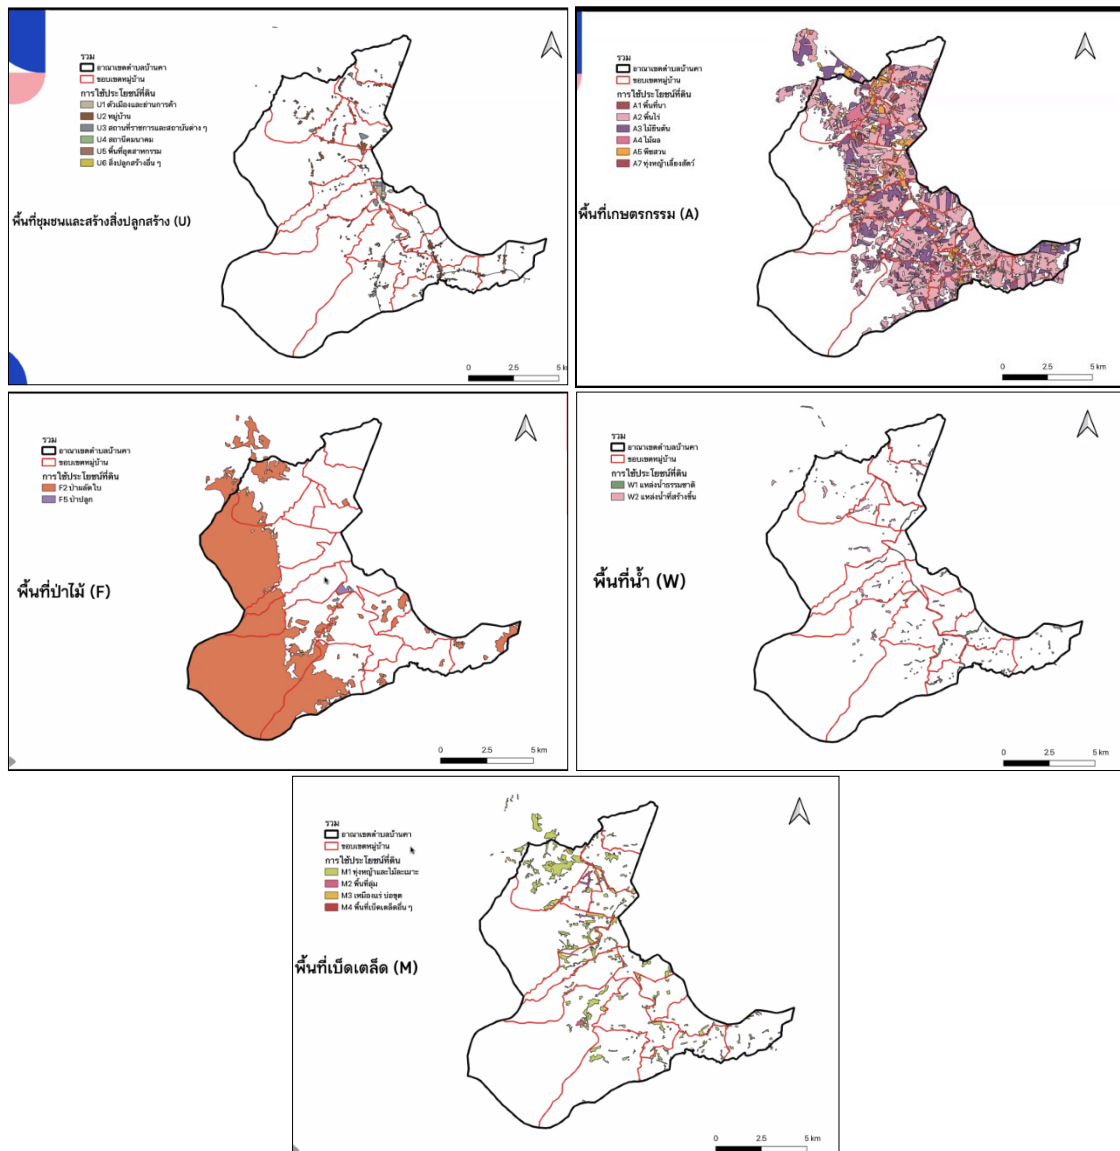 รวม
อาณาเขตตำบลบ้านคา
ขอบเขตหมู่บ้าน
การใช้ประโยชน์ที่ดิน
U1 ตัวเมืองและย่านการค้า
U2 หมู่บ้าน
U3 สถานที่ราชการและสถาบันต่าง ๆ
U4 สถานีคมนาคม
U5 พื้นที่อุตสาหกรรม
U6 สิ่งปลูกสร้างอื่น ๆ
พื้นที่ชุมชนและสร้างสิ่งปลูกสร้าง (U)
0 2.5 5 km
รวม
อาณาเขตตำบลบ้านคา
ขอบเขตหมู่บ้าน
การใช้ประโยชน์ที่ดิน
A1 พื้นที่นา
A2 พืชไร่
A3 ไม้ยืนต้น
A4 ไม้ผล
A5 พืชสวน
A7 ทุ่งหญ้าเลี้ยงสัตว์
พื้นที่เกษตรกรรม (A)
0 2.5 5 km
รวม
อาณาเขตตำบลบ้านคา
ขอบเขตหมู่บ้าน
การใช้ประโยชน์ที่ดิน
F2 ป่าผลัดใบ
F5 ป่าปลูก
พื้นที่ป่าไม้ (F)
0 2.5 5 km
รวม
อาณาเขตตำบลบ้านคา
ขอบเขตหมู่บ้าน
การใช้ประโยชน์ที่ดิน
W1 แหล่งน้ำธรรมชาติ
W2 แหล่งน้ำที่สร้างขึ้น
พื้นที่น้ำ (W)
0 2.5 5 km
รวม
อาณาเขตตำบลบ้านคา
ขอบเขตหมู่บ้าน
การใช้ประโยชน์ที่ดิน
M1 ทุ่งหญ้าและไม้ละเมาะ
M2 พื้นที่ลุ่ม
M3 เหมืองแร่ บ่อขุด
M4 พื้นที่เบ็ดเตล็ดอื่น ๆ
พื้นที่เบ็ดเตล็ด (M)
0 2.5 5 km